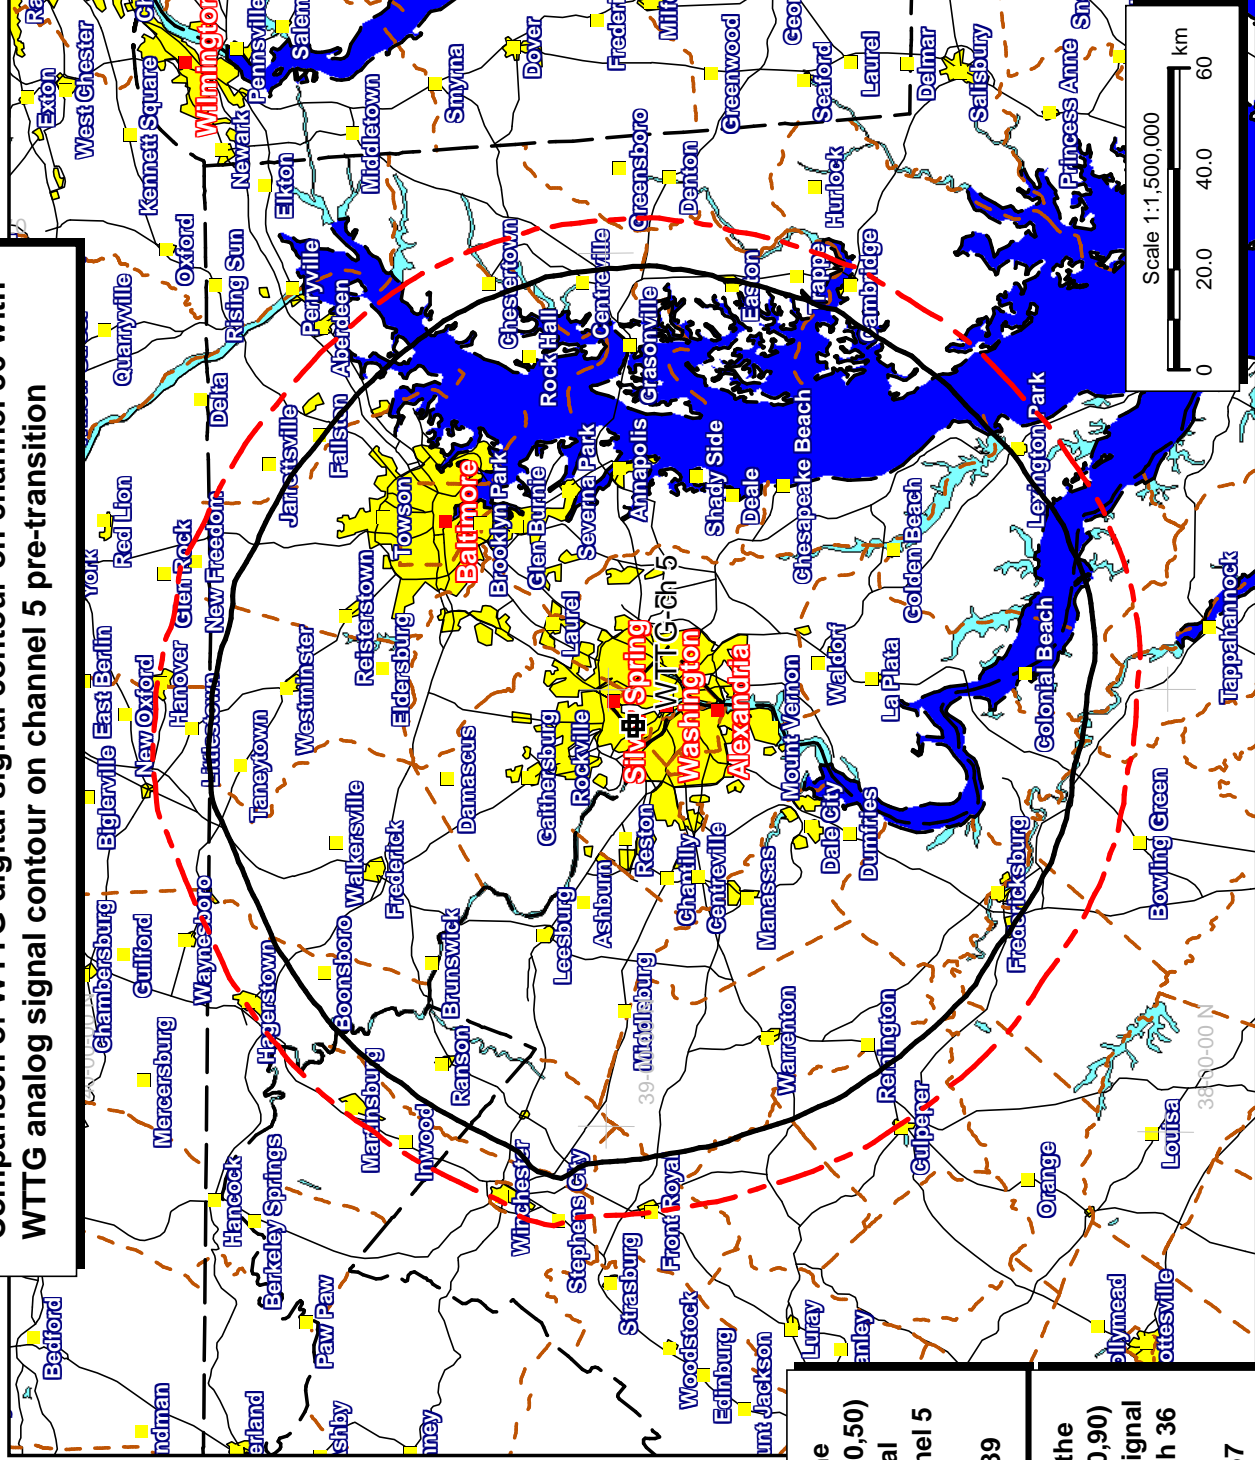 WTTG analog signal contour on channel 5 pre-transition
Bedford
Hancock
Berkeley Springs
Paw Paw
Mercersburg
Chambersburg
Guilford
Waynesboro
Hagerstown
Boonsboro
Martinsburg
Inwood
Ranson
Brunswick
Winchester
Stephens City
Strasburg
Front Royal
Woodstock
Edinburg
Luray
Biglerville
East Berlin
New Oxford
Hanover
Littlestown
Taneytown
Westminster
Walkersville
Frederick
Damascus
Reisterstown
Eldersburg
York
Red Lion
Glen Rock
New Freedom
Jarrettsville
Fallston
Delta
Quarryville
Rising Sun
Oxford
Perryville
Aberdeen
Exton
West Chester
Kennett Square
Wilmington
Newark
Elkton
Pennsville
Salem
Middletown
Smyrna
Dover
Greenwood
Seaford
Laurel
Delmar
Salisbury
Princess Anne
Hurlock
Greensboro
Denton
Chestertown
Rock Hall
Centreville
Grasonville
Easton
Trappe
Cambridge
Towson
Baltimore
Brooklyn Park
Glen Burnie
Severna Park
Annapolis
Shady Side
Deale
Chesapeake Beach
Golden Beach
Lexington Park
Laurel
WTTG-ch 5
Spring
Washington
Alexandria
Gaithersburg
Rockville
Leesburg
Ashburn
Reston
Chantilly
Centreville
Manassas
Middleburg
Mount Vernon
Waldorf
La Plata
Dale City
Dumfries
Colonial Beach
Tappahannock
Fredericksburg
Bowling Green
Warrenton
Remington
Culpeper
Orange
Louisa
38-00-00 N
Scale 1:1,500,000
0 20.0 40.0 60 km